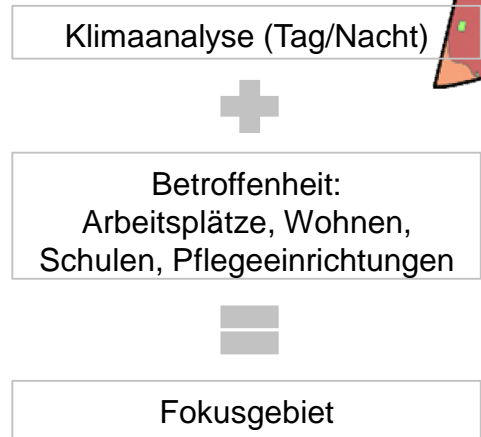 Klimaanalyse (Tag/Nacht)
Betroffenheit:
Arbeitsplätze, Wohnen,
Schulen, Pflegeeinrichtungen
Fokusgebiet